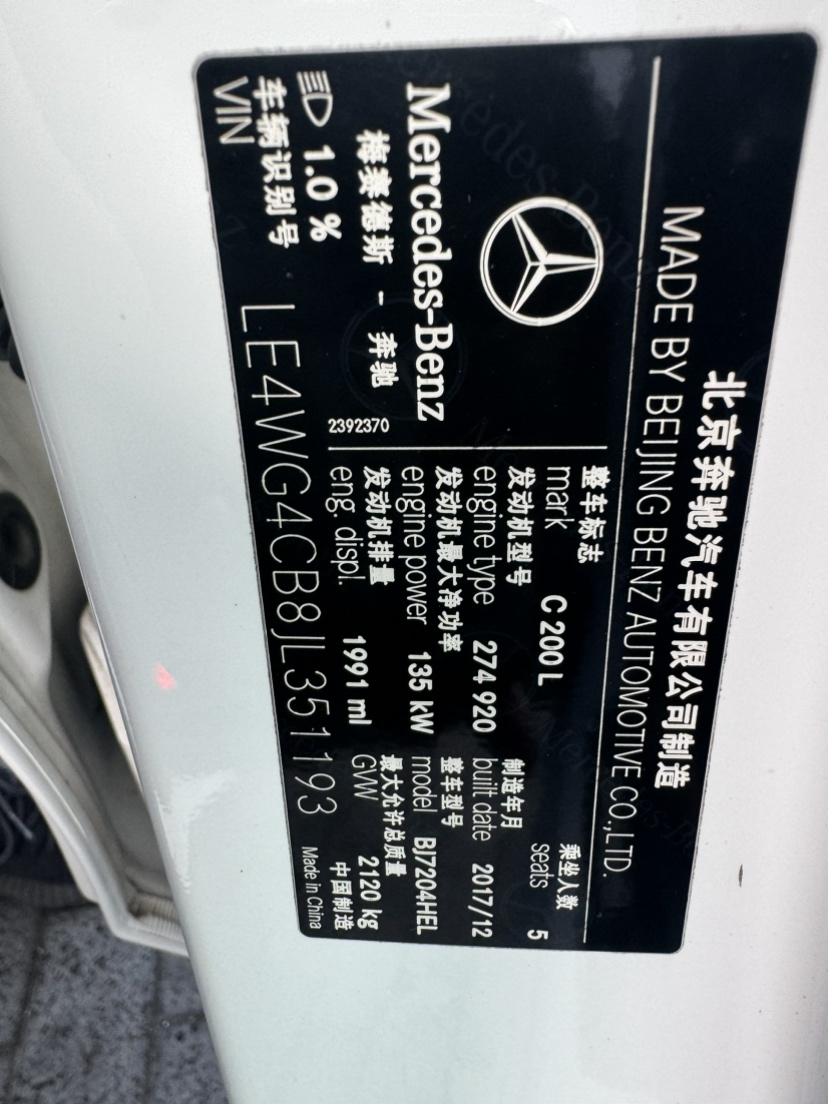 北京奔驰汽车有限公司制造
MADE BY BEIJING BENZ AUTOMOTIVE CO.,LTD.
Mercedes-Benz
梅赛德斯 - 奔驰
1.0 %
2392370
整车标志
mark C 200 L
乘坐人数
seats 5
发动机型号
engine type 274 920
制造年月
built date 2017/12
发动机最大净功率
engine power 135 kW
整车型号
model BJ7204HEL
发动机排量
eng. displ. 1991 ml
最大允许总质量
GVW 2120 kg
车辆识别号
VIN LE4WG4CB8JL351193
中国制造
Made in China